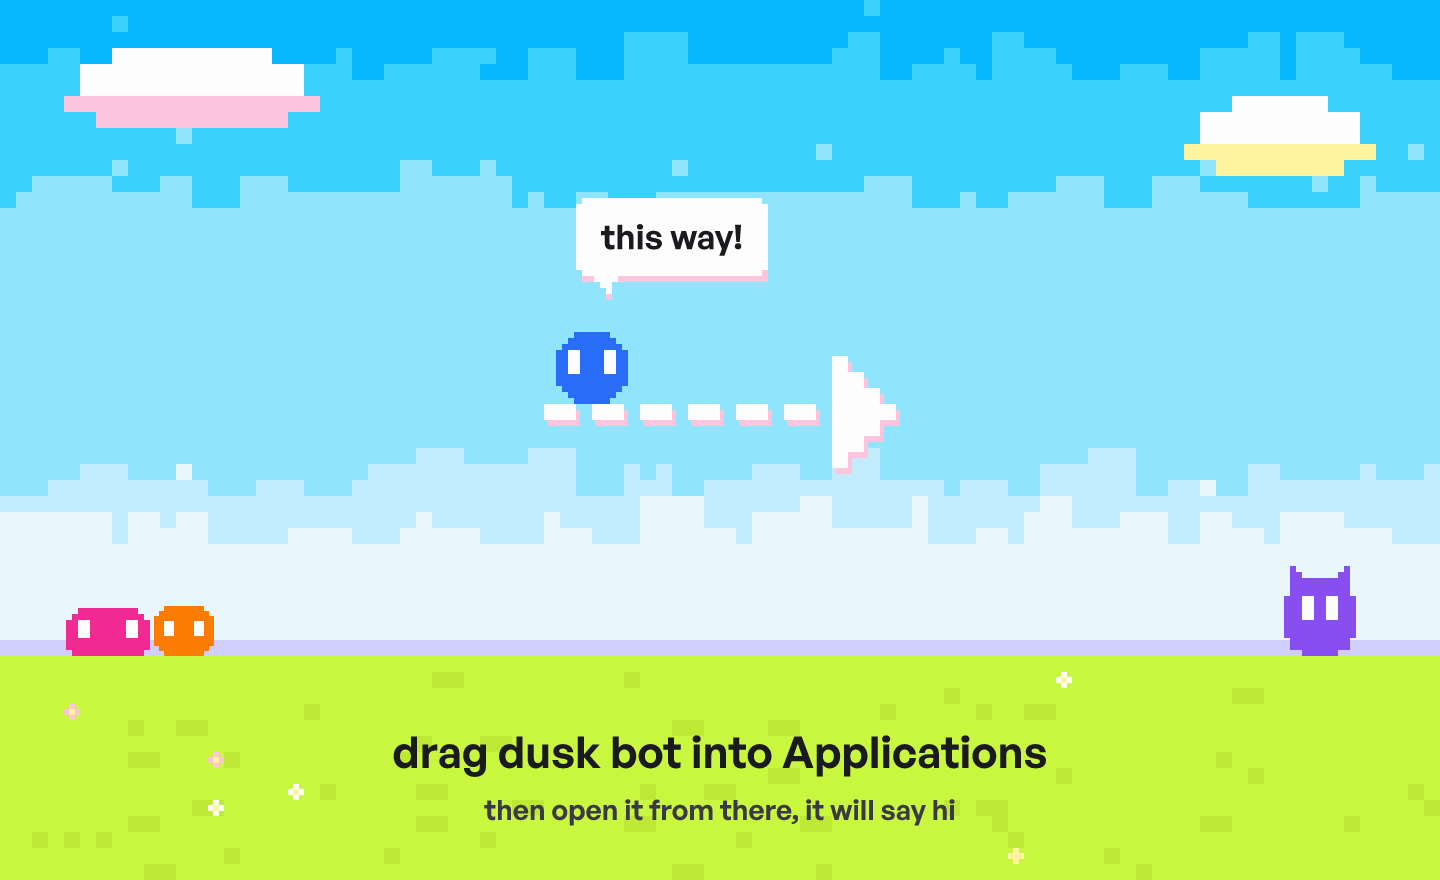 this way!
drag dusk bot into Applications
then open it from there, it will say hi